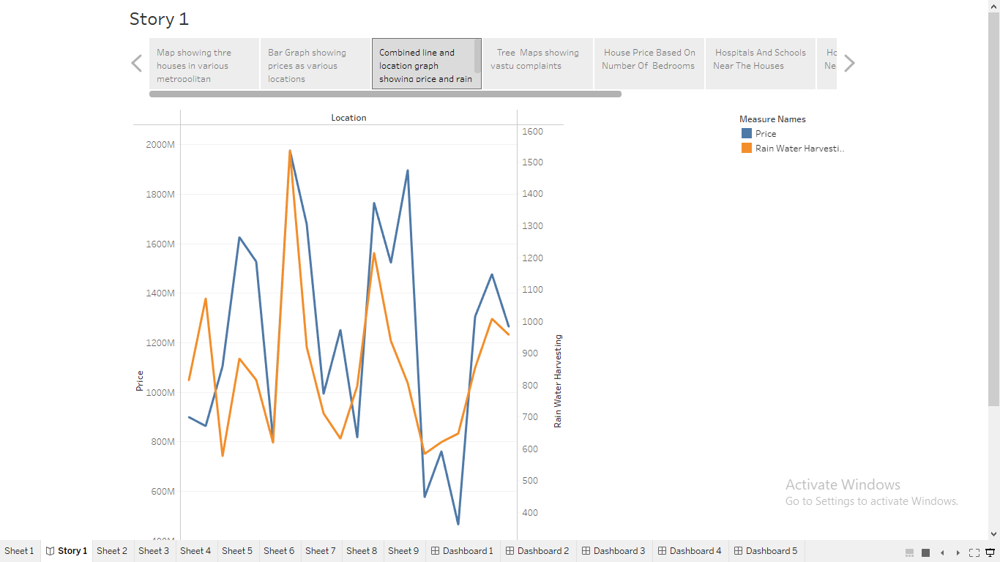 Story 1
Map showing thre
houses in various
metropolitan
Bar Graph showing
prices as various
locations
Combined line and
location graph
showing price and rain
Tree Maps showing
vastu complaints
House Price Based On
Number Of Bedrooms
Hospitals And Schools
Near The Houses
Ho
Ne
Location
Measure Names
Price
Rain Water Harvesti..
2000M
1800M
1600M
1400M
1200M
1000M
800M
600M
Price
1600
1500
1400
1300
1200
1100
1000
900
800
700
600
500
400
Rain Water Harvesting
Activate Windows
Go to Settings to activate Windows.
Sheet 1
Story 1
Sheet 2
Sheet 3
Sheet 4
Sheet 5
Sheet 6
Sheet 7
Sheet 8
Sheet 9
Dashboard 1
Dashboard 2
Dashboard 3
Dashboard 4
Dashboard 5